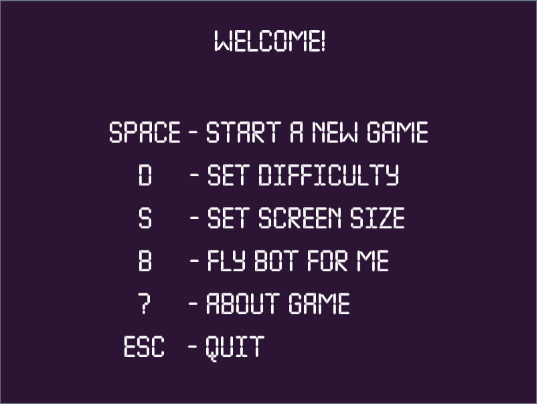 WELCOME!
SPACE - START A NEW GAME
D - SET DIFFICULTY
S - SET SCREEN SIZE
B - FLY BOT FOR ME
? - ABOUT GAME
ESC - QUIT